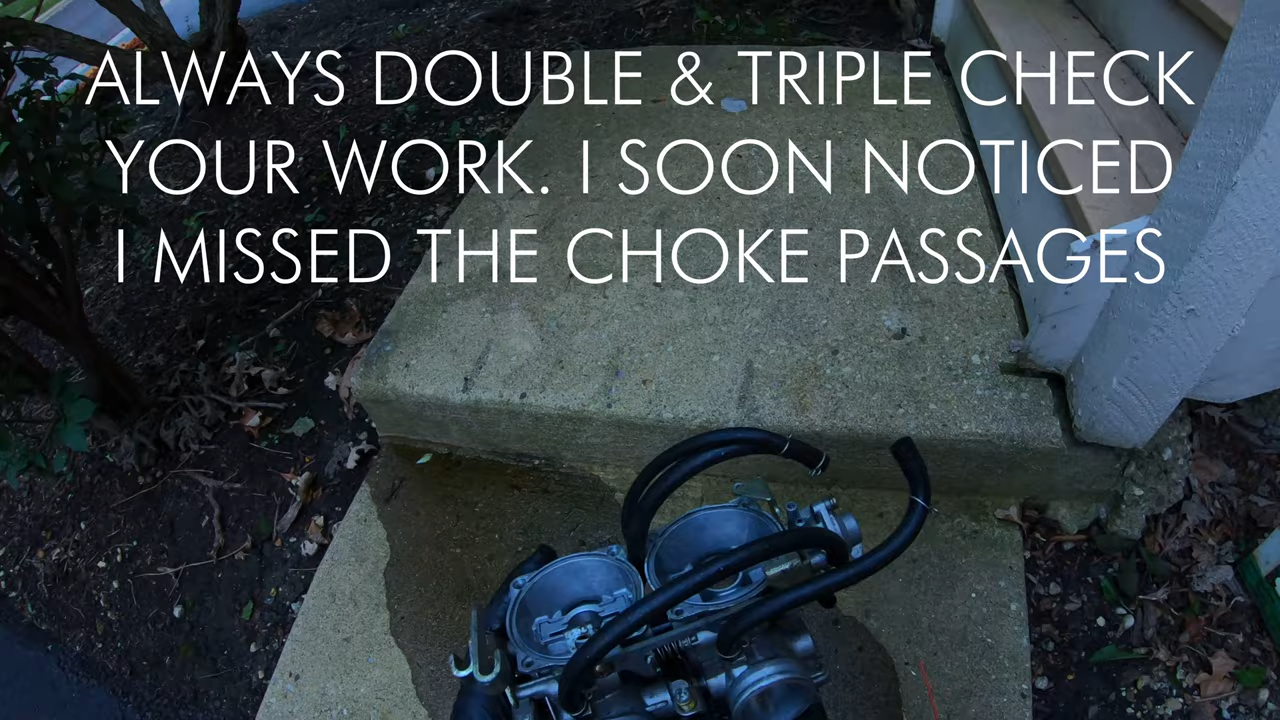 ALWAYS DOUBLE & TRIPLE CHECK
YOUR WORK. I SOON NOTICED
I MISSED THE CHOKE PASSAGES